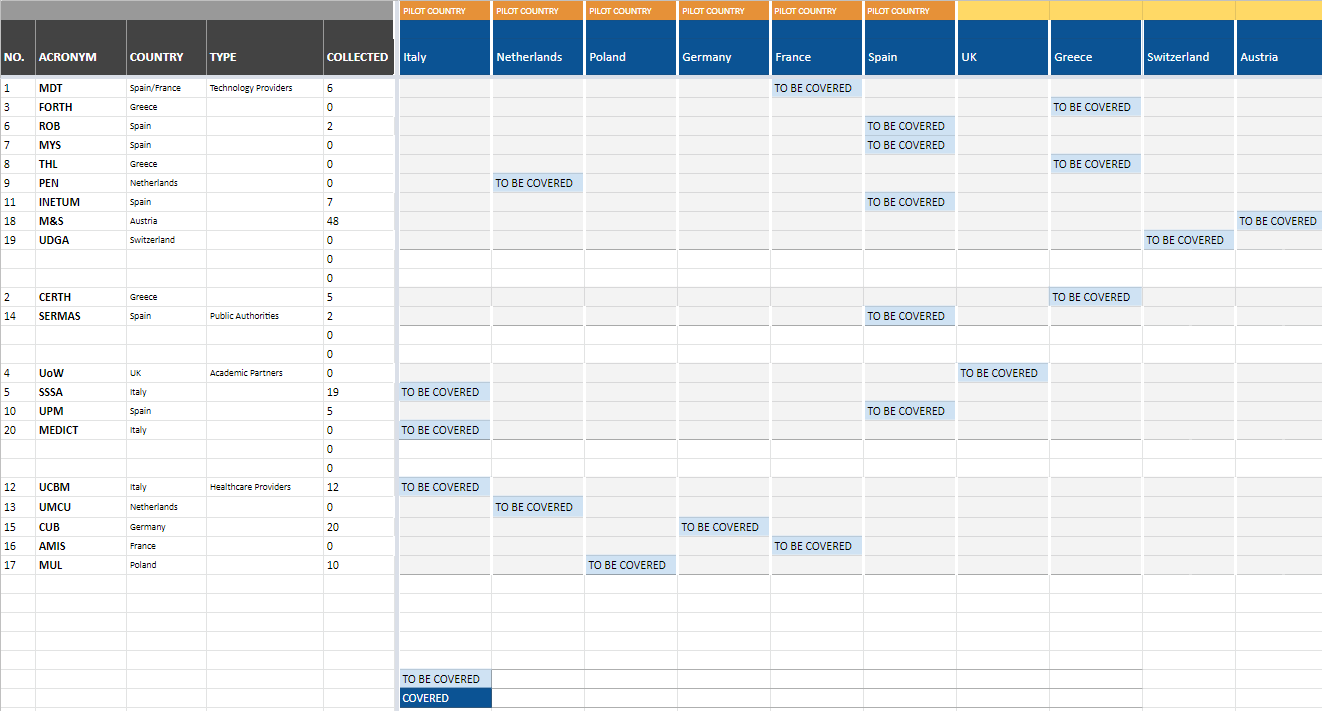 PILOT COUNTRY PILOT COUNTRY PILOT COUNTRY PILOT COUNTRY PILOT COUNTRY PILOT COUNTRY
NO. ACRONYM COUNTRY TYPE COLLECTED Italy Netherlands Poland Germany France Spain UK Greece Switzerland Austria
1 MDT Spain/France Technology Providers 6 TO BE COVERED
3 FORTH Greece 0 TO BE COVERED
6 ROB Spain 2 TO BE COVERED
7 MYS Spain 0 TO BE COVERED
8 THL Greece 0 TO BE COVERED
9 PEN Netherlands 0 TO BE COVERED
11 INETUM Spain 7 TO BE COVERED
18 M&S Austria 48 TO BE COVERED
19 UDGA Switzerland 0 TO BE COVERED
0
0
2 CERTH Greece 5 TO BE COVERED
14 SERMAS Spain Public Authorities 2 TO BE COVERED
0
0
4 UoW UK Academic Partners 0 TO BE COVERED
5 SSSA Italy 19 TO BE COVERED
10 UPM Spain 5 TO BE COVERED
20 MEDICT Italy 0 TO BE COVERED
0
0
12 UCBM Italy Healthcare Providers 12 TO BE COVERED
13 UMCU Netherlands 0 TO BE COVERED
15 CUB Germany 20 TO BE COVERED
16 AMIS France 0 TO BE COVERED
17 MUL Poland 10 TO BE COVERED
TO BE COVERED
COVERED